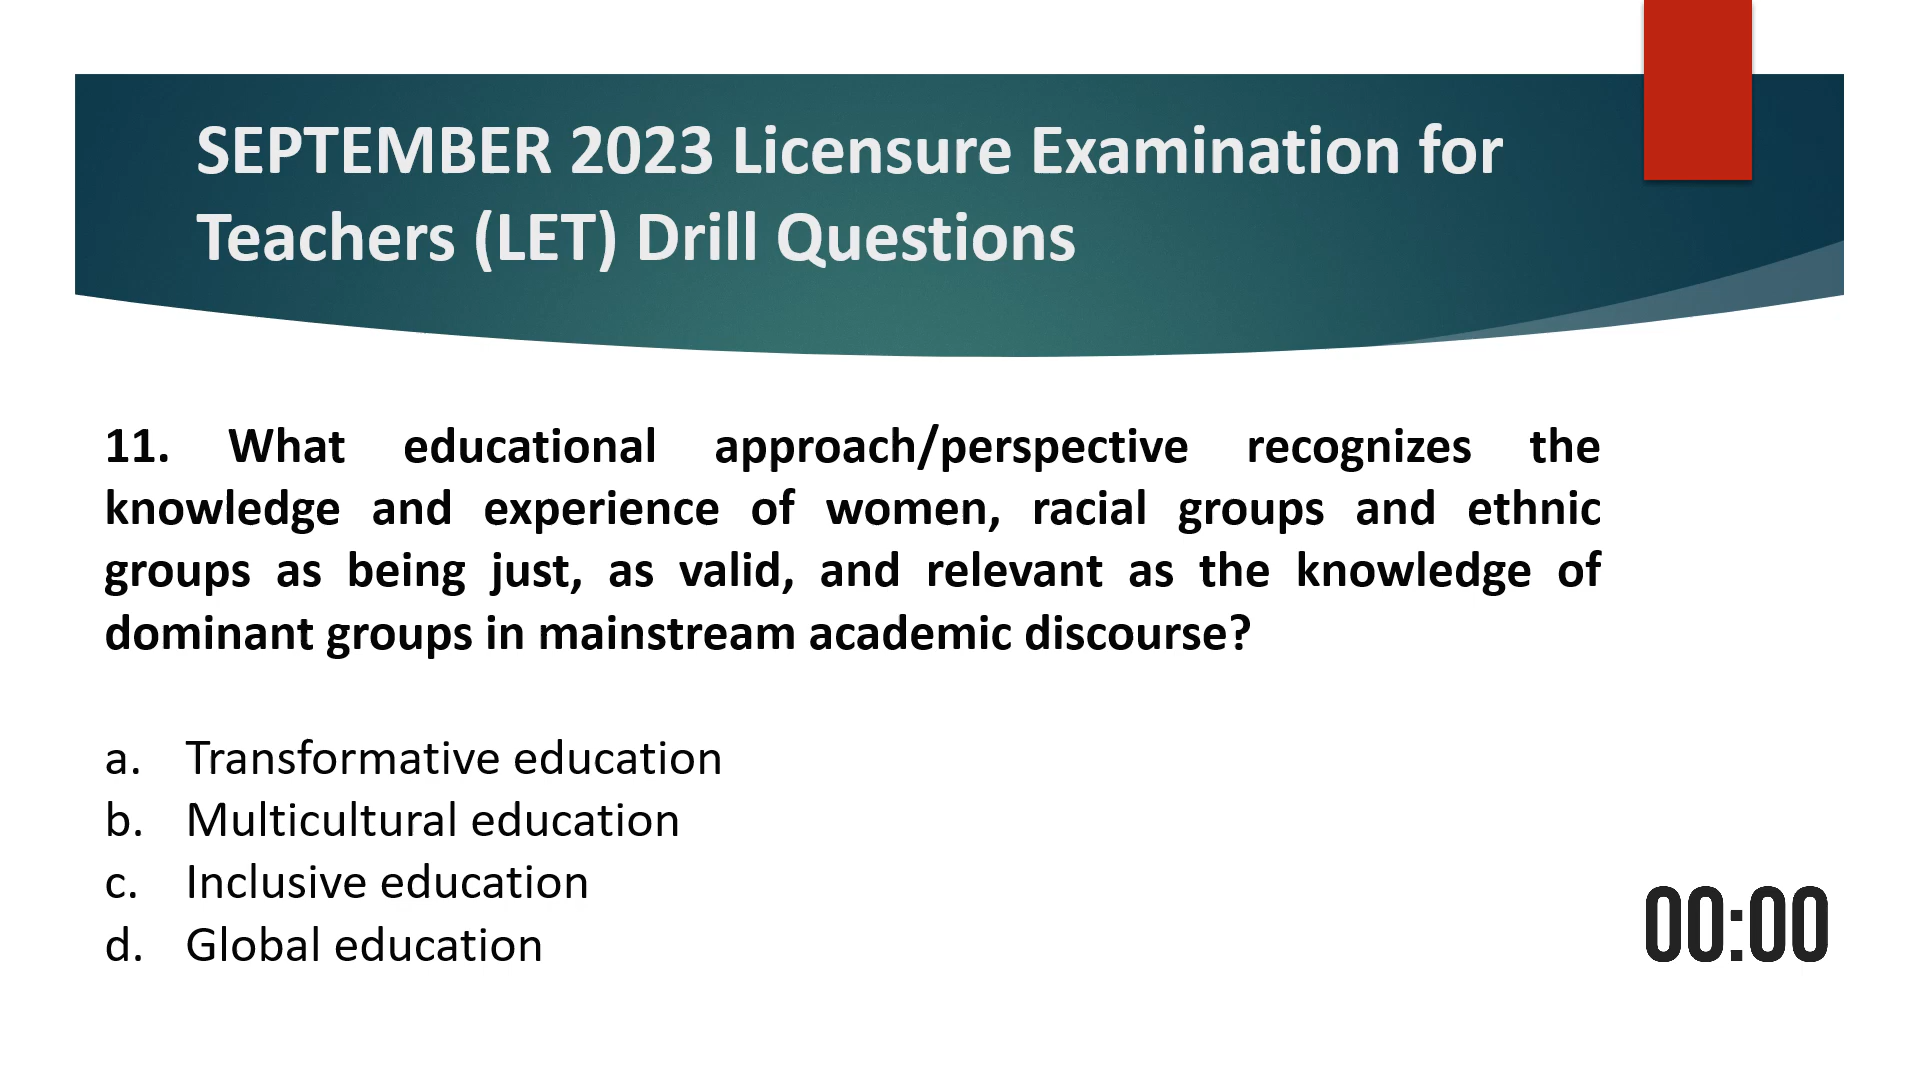 SEPTEMBER 2023 Licensure Examination for
Teachers (LET) Drill Questions
11. What educational approach/perspective recognizes the
knowledge and experience of women, racial groups and ethnic
groups as being just, as valid, and relevant as the knowledge of
dominant groups in mainstream academic discourse?
a. Transformative education
b. Multicultural education
c. Inclusive education
d. Global education
00:00